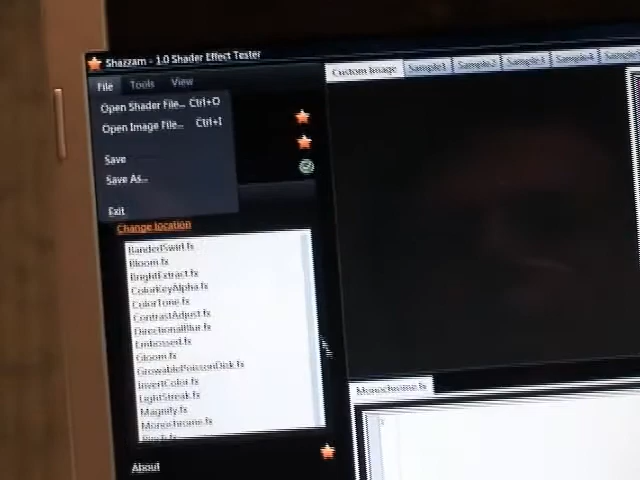 Shazzam - 1.0 Shader Effect Tester
File Tools View
Custom Image Sample1 Sample2 Sample3 Sample4
Open Shader File... Ctrl+O
Open Image File... Ctrl+I
Save
Save As...
Exit
Change location
BandedSwirl.fx
Bloom.fx
BrightExtract.fx
ColorKeyAlpha.fx
ColorTone.fx
ContrastAdjust.fx
DirectionalBlur.fx
Embossed.fx
Gloom.fx
GrowablePoissonDisk.fx
InvertColor.fx
LightStreak.fx
Magnify.fx
Monochrome.fx
Pinch.fx
Monochrome.fx
About